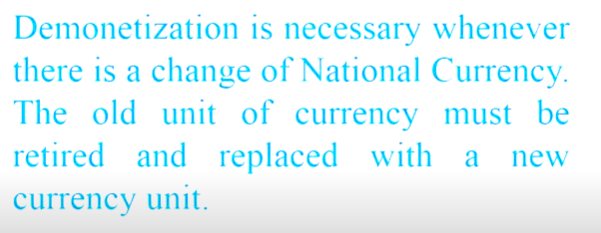 Demonetization is necessary whenever
there is a change of National Currency.
The old unit of currency must be
retired and replaced with a new
currency unit.